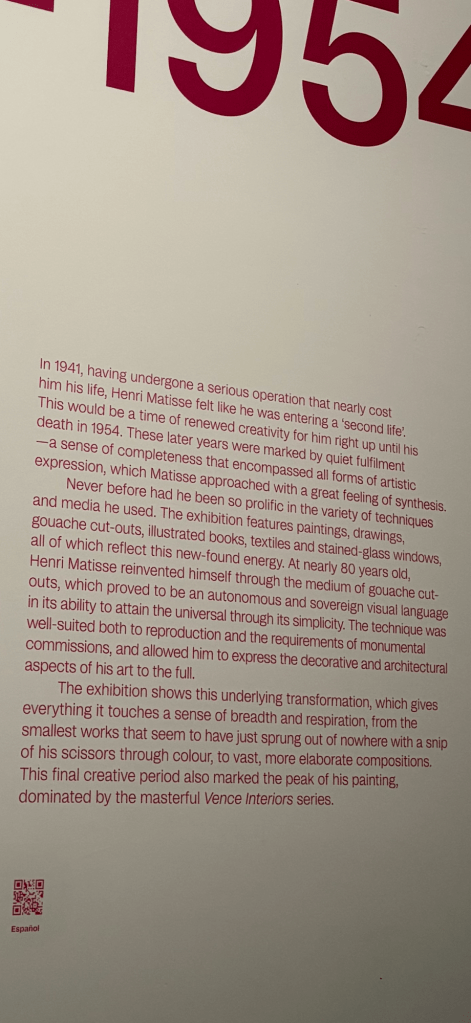 -1954
In 1941, having undergone a serious operation that nearly cost
him his life, Henri Matisse felt like he was entering a ‘second life’.
This would be a time of renewed creativity for him right up until his
death in 1954. These later years were marked by quiet fulfilment
—a sense of completeness that encompassed all forms of artistic
expression, which Matisse approached with a great feeling of synthesis.
Never before had he been so prolific in the variety of techniques
and media he used. The exhibition features paintings, drawings,
gouache cut-outs, illustrated books, textiles and stained-glass windows,
all of which reflect this new-found energy. At nearly 80 years old,
Henri Matisse reinvented himself through the medium of gouache cut-
outs, which proved to be an autonomous and sovereign visual language
in its ability to attain the universal through its simplicity. The technique was
well-suited both to reproduction and the requirements of monumental
commissions, and allowed him to express the decorative and architectural
aspects of his art to the full.
The exhibition shows this underlying transformation, which gives
everything it touches a sense of breadth and respiration, from the
smallest works that seem to have just sprung out of nowhere with a snip
of his scissors through colour, to vast, more elaborate compositions.
This final creative period also marked the peak of his painting,
dominated by the masterful Vence Interiors series.
Español